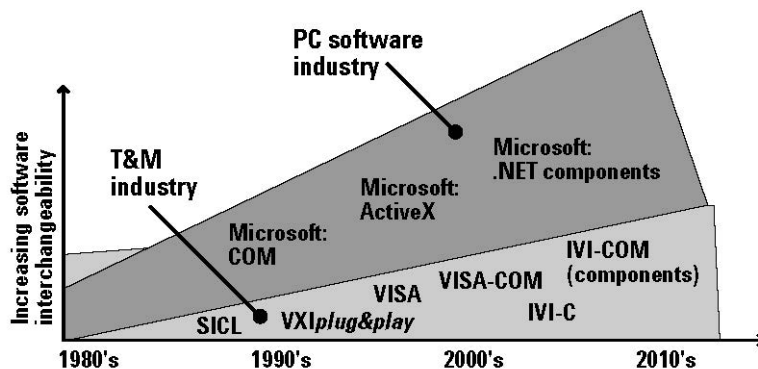 PC software
industry
T&M
industry
Increasing software
interchangeability
Microsoft:
.NET components
Microsoft:
ActiveX
Microsoft:
COM
IVI-COM
(components)
VISA-COM
VISA
IVI-C
SICL
VXIplug&play
1980's
1990's
2000's
2010's